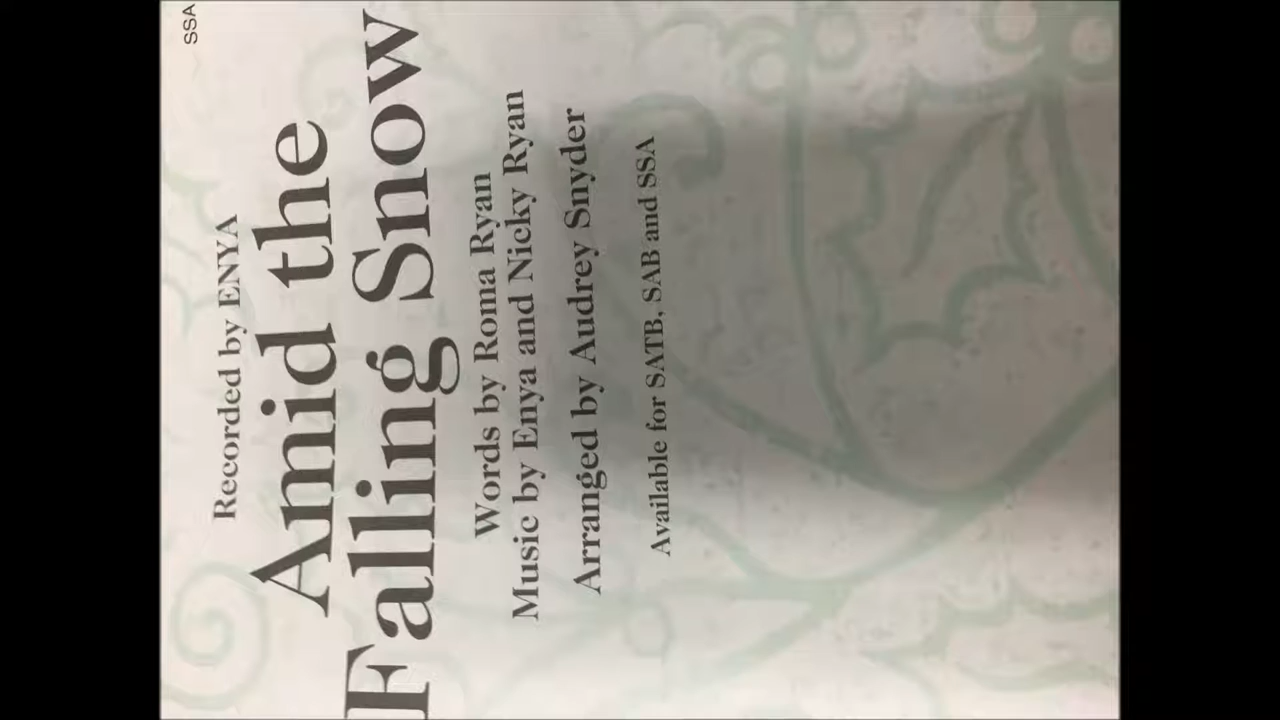 SSA
Recorded by ENYA
Amid the
Falling Snow
Words by Roma Ryan
Music by Enya and Nicky Ryan
Arranged by Audrey Snyder
Available for SATB, SAB and SSA